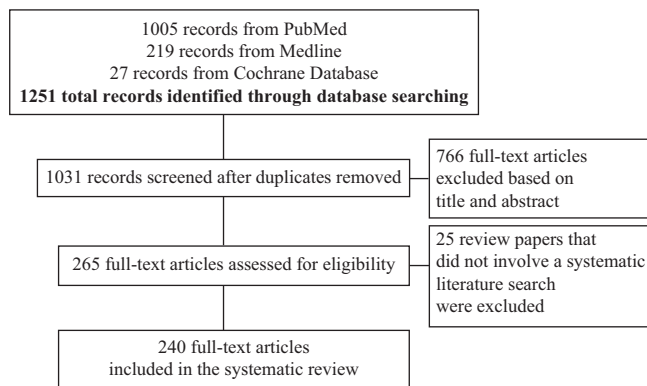 1005 records from PubMed
219 records from Medline
27 records from Cochrane Database
1251 total records identified through database searching
1031 records screened after duplicates removed
766 full-text articles
excluded based on
title and abstract
265 full-text articles assessed for eligibility
25 review papers that
did not involve a systematic
literature search
were excluded
240 full-text articles
included in the systematic review